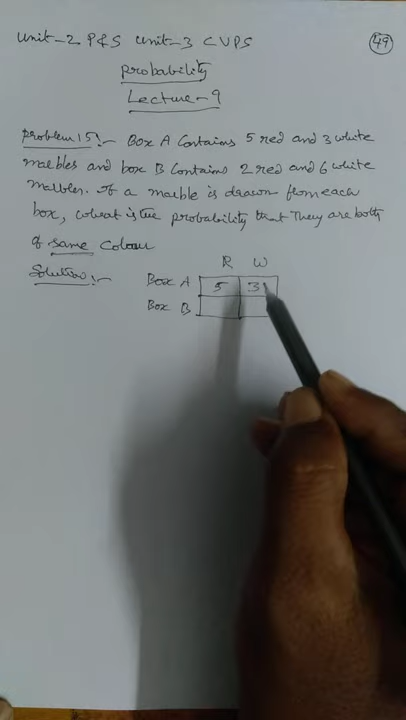 Unit-2 P&S Unit-3 CVPS
49
Probability
Lecture-9
Problem 15:- Box A Contains 5 red and 3 white
marbles and box B Contains 2 red and 6 white
marbles. If a marble is drawn from each
box, what is the probability that They are both
of same colour
Solution:-
R W
Box A 5 3
Box B